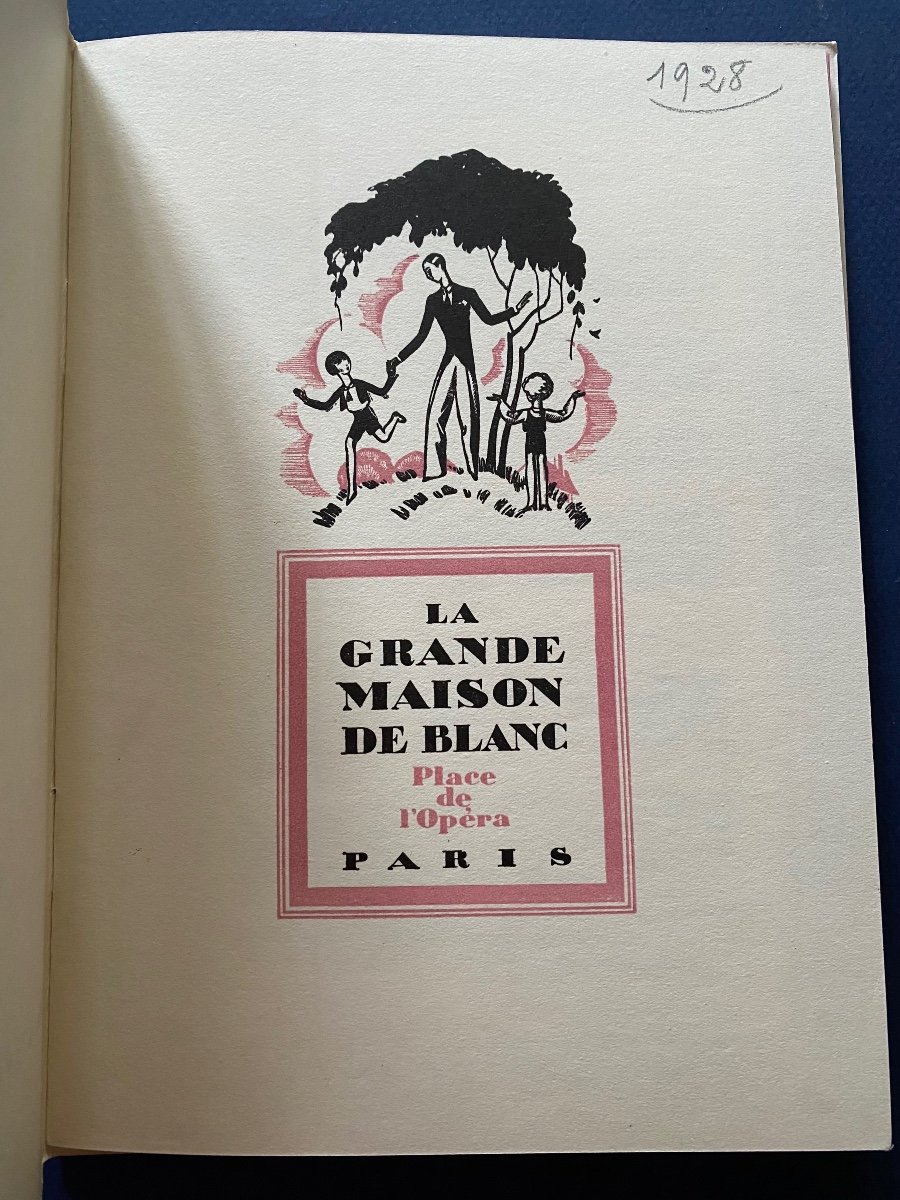 1928
LA
GRANDE
MAISON
DE BLANC
Place
de
l'Opéra
PARIS